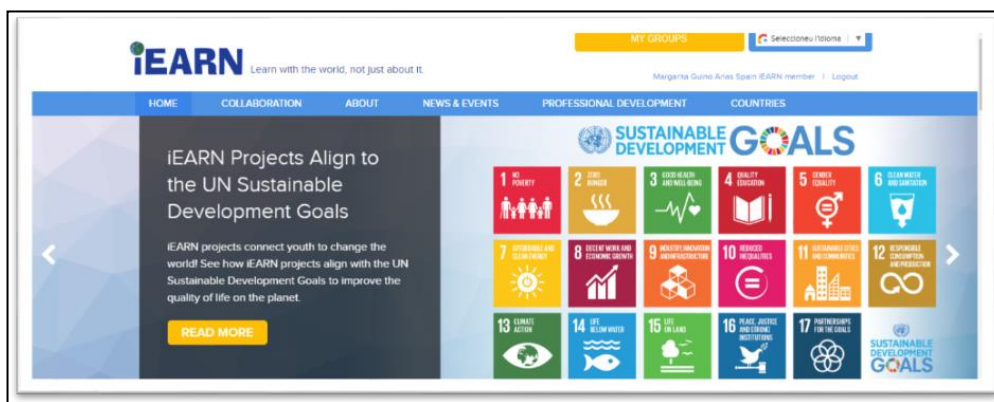 MY GROUPS
Seleccioneu l'idioma
iEARN
Learn with the world, not just about it.
Margarita Guino Arias Spain iEARN member | Logout
HOME COLLABORATION ABOUT NEWS & EVENTS PROFESSIONAL DEVELOPMENT COUNTRIES
iEARN Projects Align to
the UN Sustainable
Development Goals
iEARN projects connect youth to change the
world! See how iEARN projects align with the UN
Sustainable Development Goals to improve the
quality of life on the planet.
READ MORE
SUSTAINABLE
DEVELOPMENT
GOALS
1 NO
POVERTY
2 ZERO
HUNGER
3 GOOD HEALTH
AND WELL-BEING
4 QUALITY
EDUCATION
5 GENDER
EQUALITY
6 CLEAN WATER
AND SANITATION
7 AFFORDABLE AND
CLEAN ENERGY
8 DECENT WORK AND
ECONOMIC GROWTH
9 INDUSTRY, INNOVATION
AND INFRASTRUCTURE
10 REDUCED
INEQUALITIES
11 SUSTAINABLE CITIES
AND COMMUNITIES
12 RESPONSIBLE
CONSUMPTION
AND PRODUCTION
13 CLIMATE
ACTION
14 LIFE
BELOW WATER
15 LIFE
ON LAND
16 PEACE, JUSTICE
AND STRONG
INSTITUTIONS
17 PARTNERSHIPS
FOR THE GOALS
SUSTAINABLE
DEVELOPMENT
GOALS